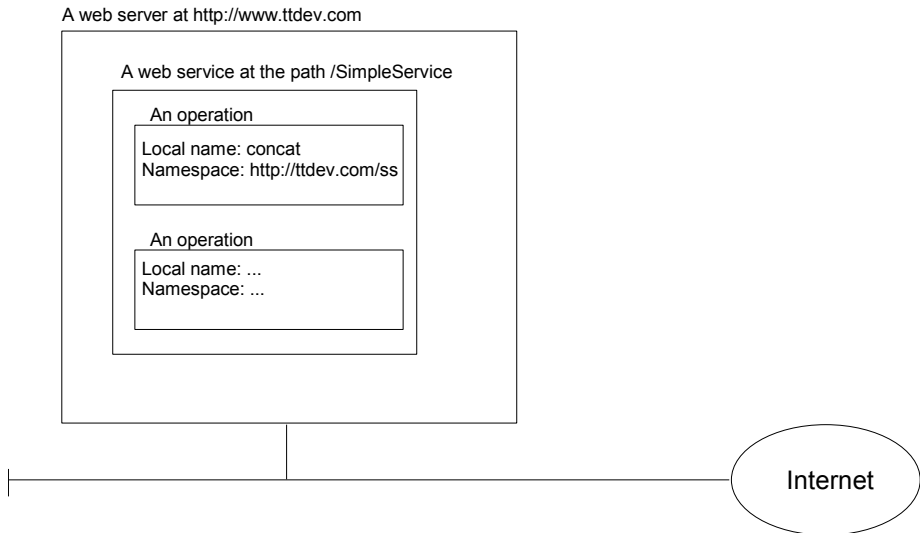 A web server at http://www.ttdev.com
A web service at the path /SimpleService
An operation
Local name: concat
Namespace: http://ttdev.com/ss
An operation
Local name: ...
Namespace: ...
Internet